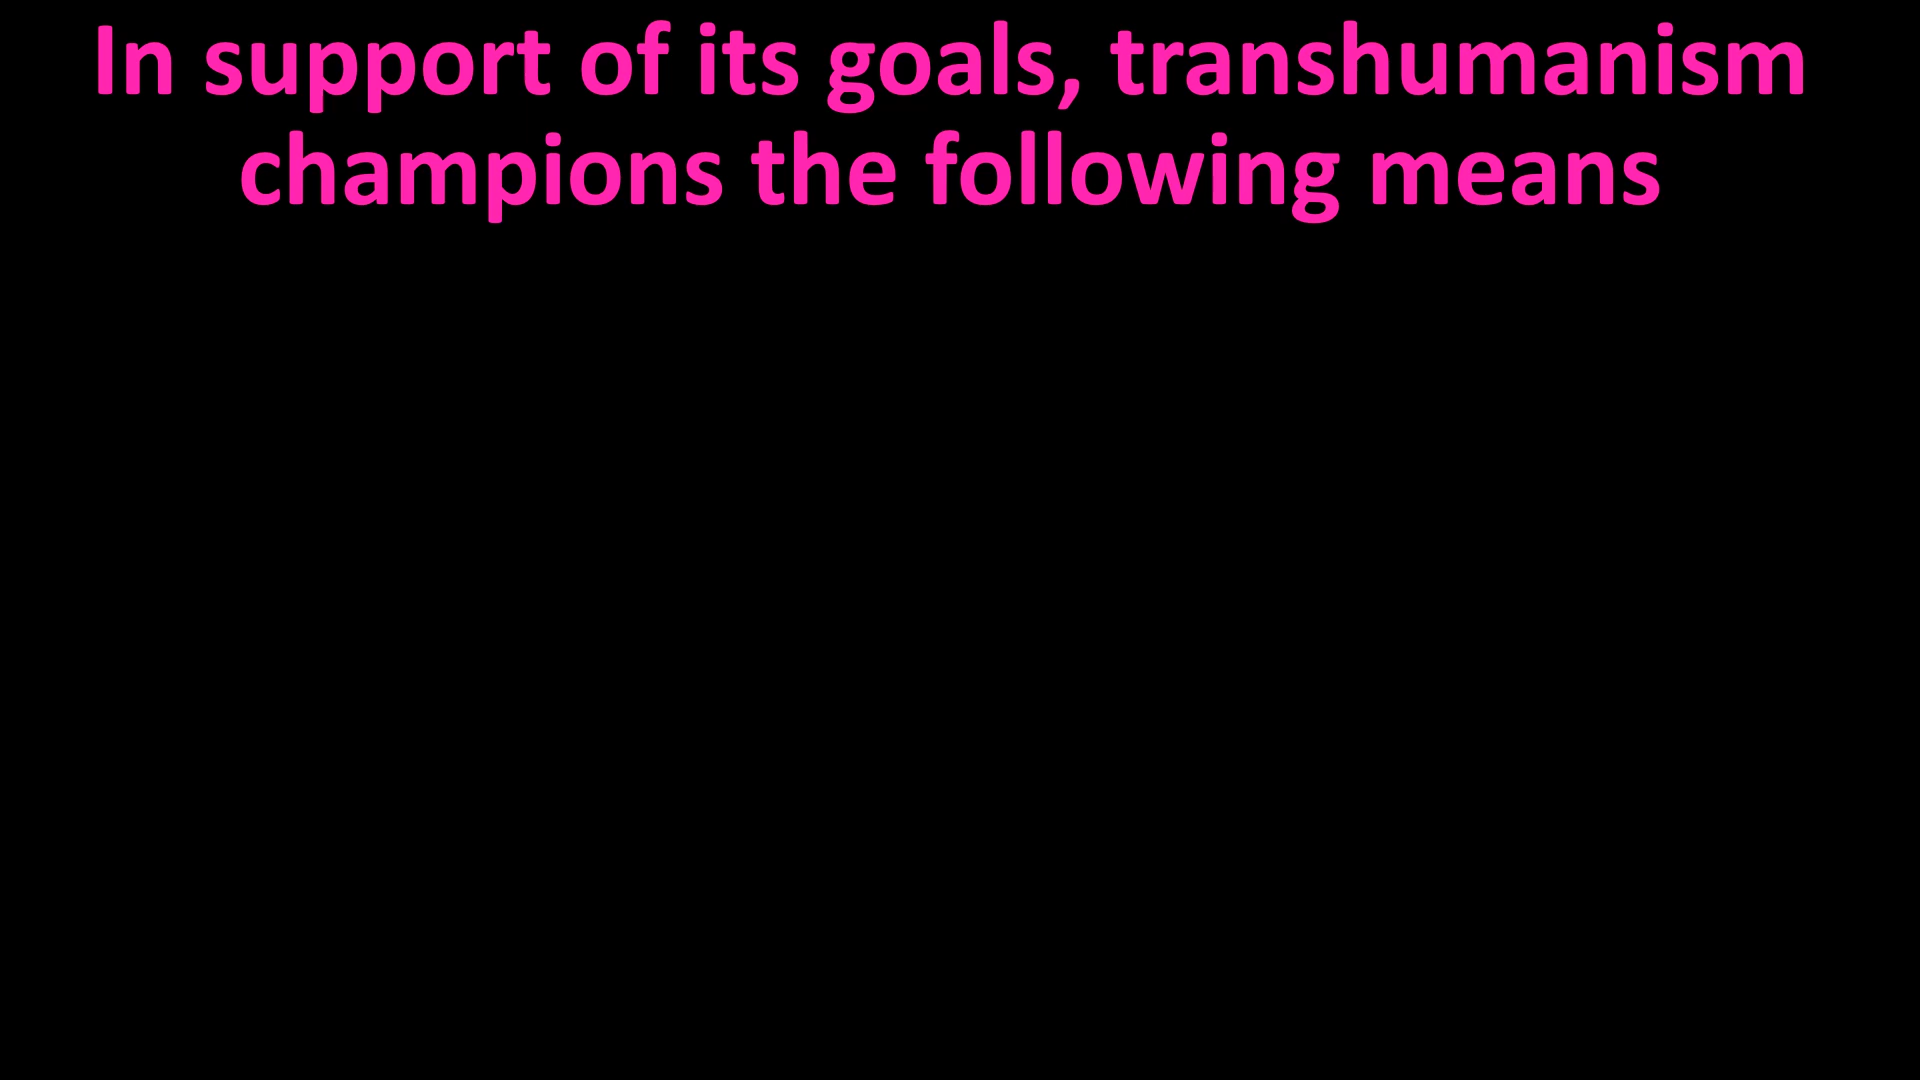 In support of its goals, transhumanism
champions the following means